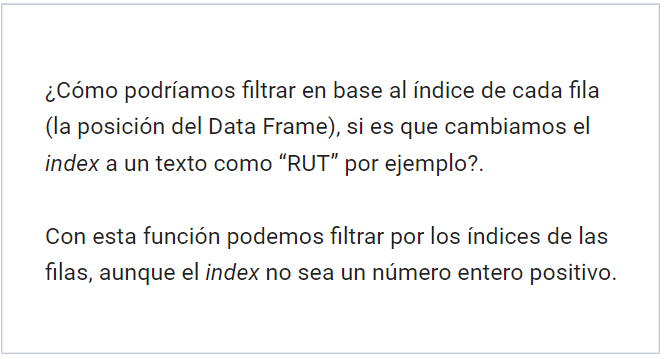 ¿Cómo podríamos filtrar en base al índice de cada fila
(la posición del Data Frame), si es que cambiamos el
index a un texto como “RUT” por ejemplo?.
Con esta función podemos filtrar por los índices de las
filas, aunque el index no sea un número entero positivo.